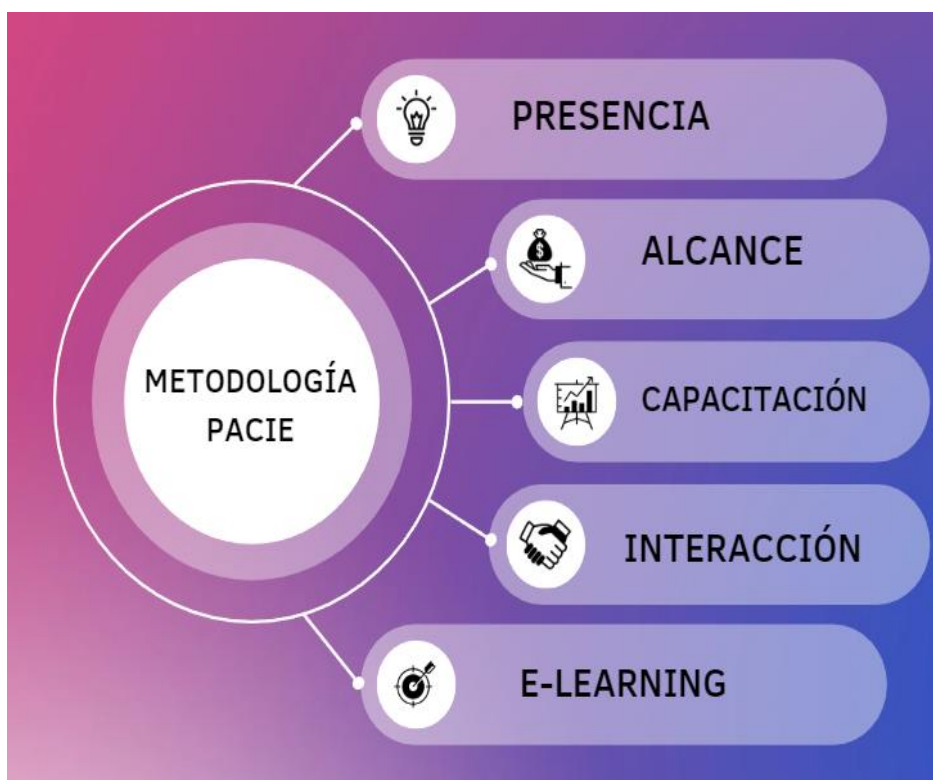 PRESENCIA
ALCANCE
METODOLOGÍA
PACIE
CAPACITACIÓN
INTERACCIÓN
E-LEARNING